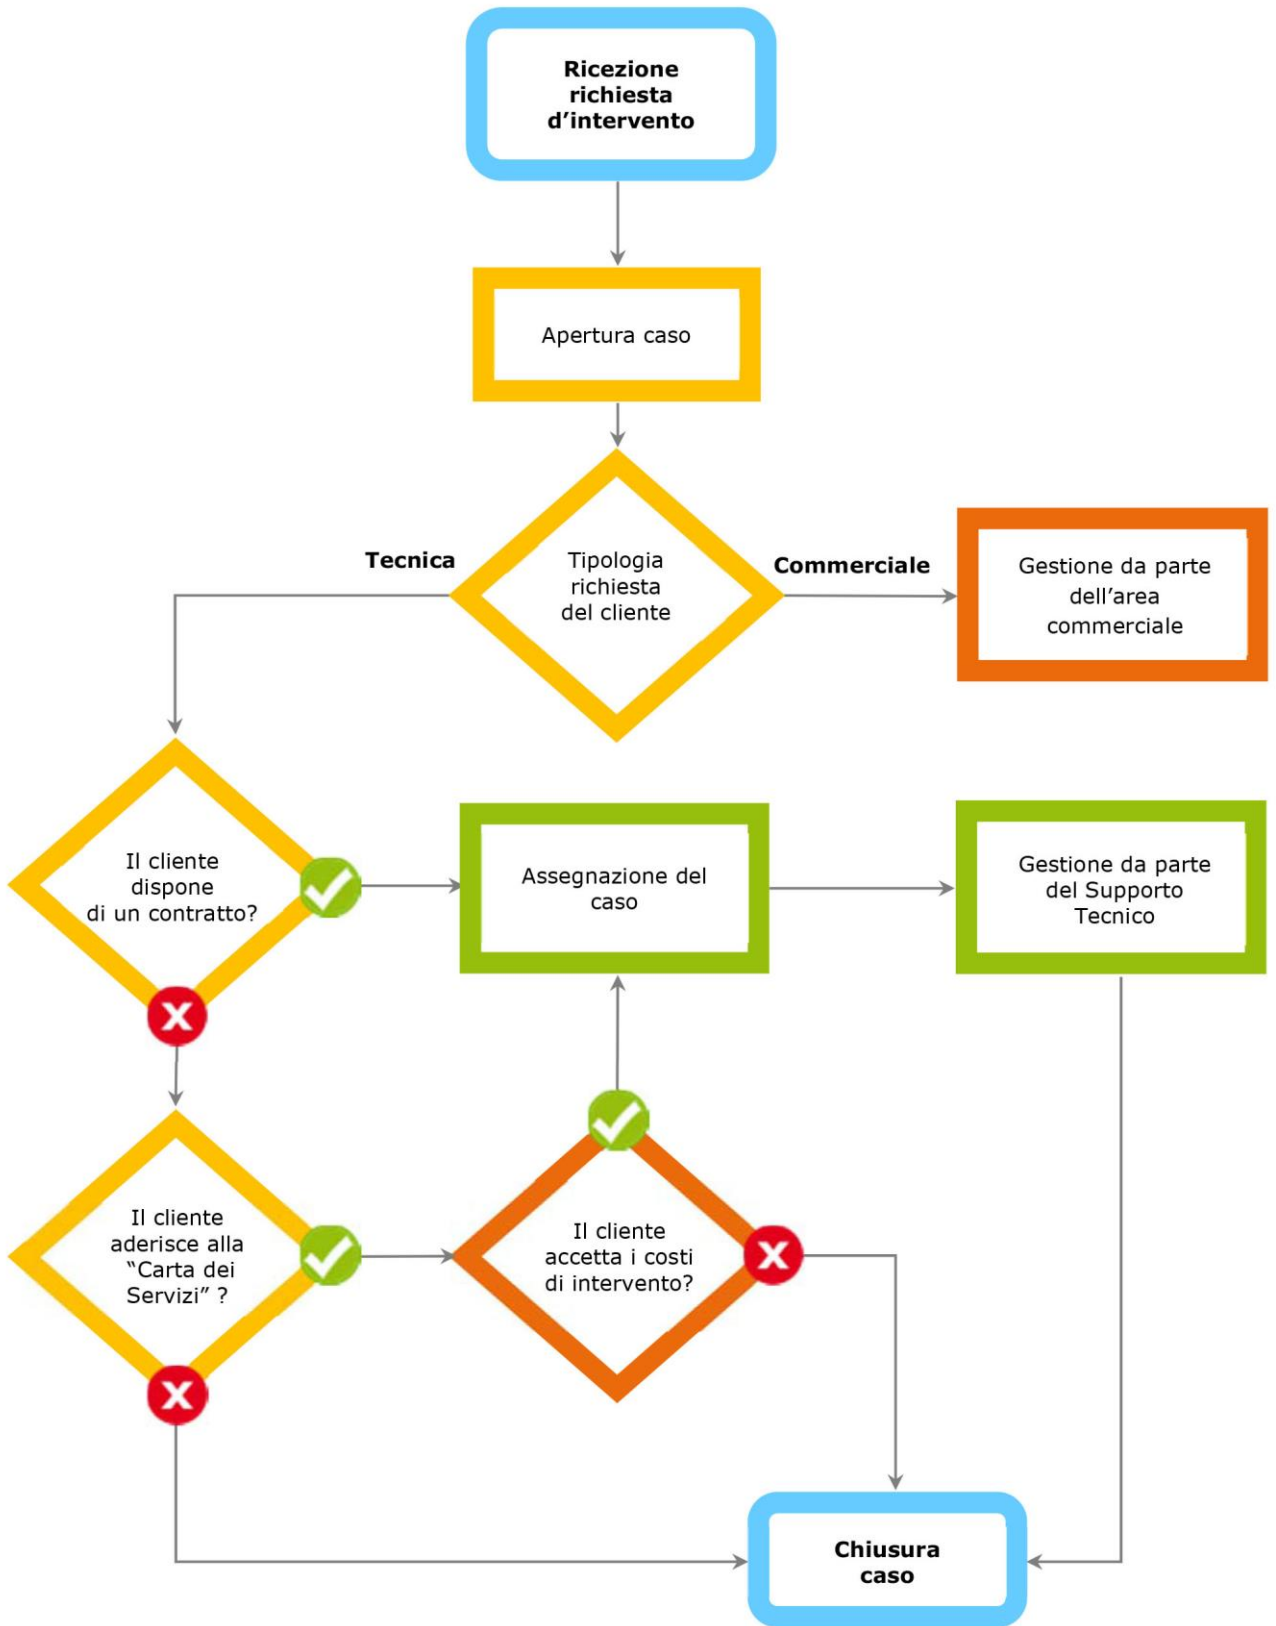 Ricezione
richiesta
d’intervento
Apertura caso
Tecnica
Tipologia
richiesta
del cliente
Commerciale
Gestione da parte
dell’area
commerciale
Il cliente
dispone
di un contratto?
Assegnazione del
caso
Gestione da parte
del Supporto
Tecnico
Il cliente
aderisce alla
“Carta dei
Servizi” ?
Il cliente
accetta i costi
di intervento?
Chiusura
caso